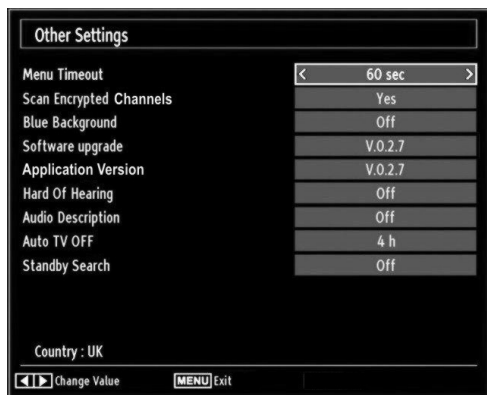 Other Settings
Menu Timeout < 60 sec >
Scan Encrypted Channels Yes
Blue Background Off
Software upgrade V.0.2.7
Application Version V.0.2.7
Hard Of Hearing Off
Audio Description Off
Auto TV OFF 4 h
Standby Search Off
Country : UK
Change Value MENU Exit